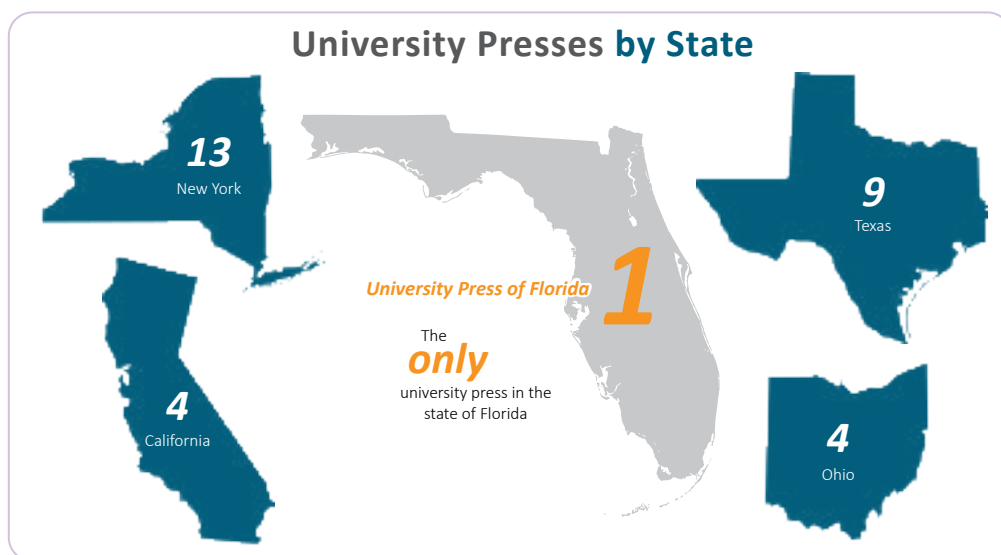 University Presses by State
13
New York
9
Texas
University Press of Florida 1
The
only
university press in the
state of Florida
4
California
4
Ohio